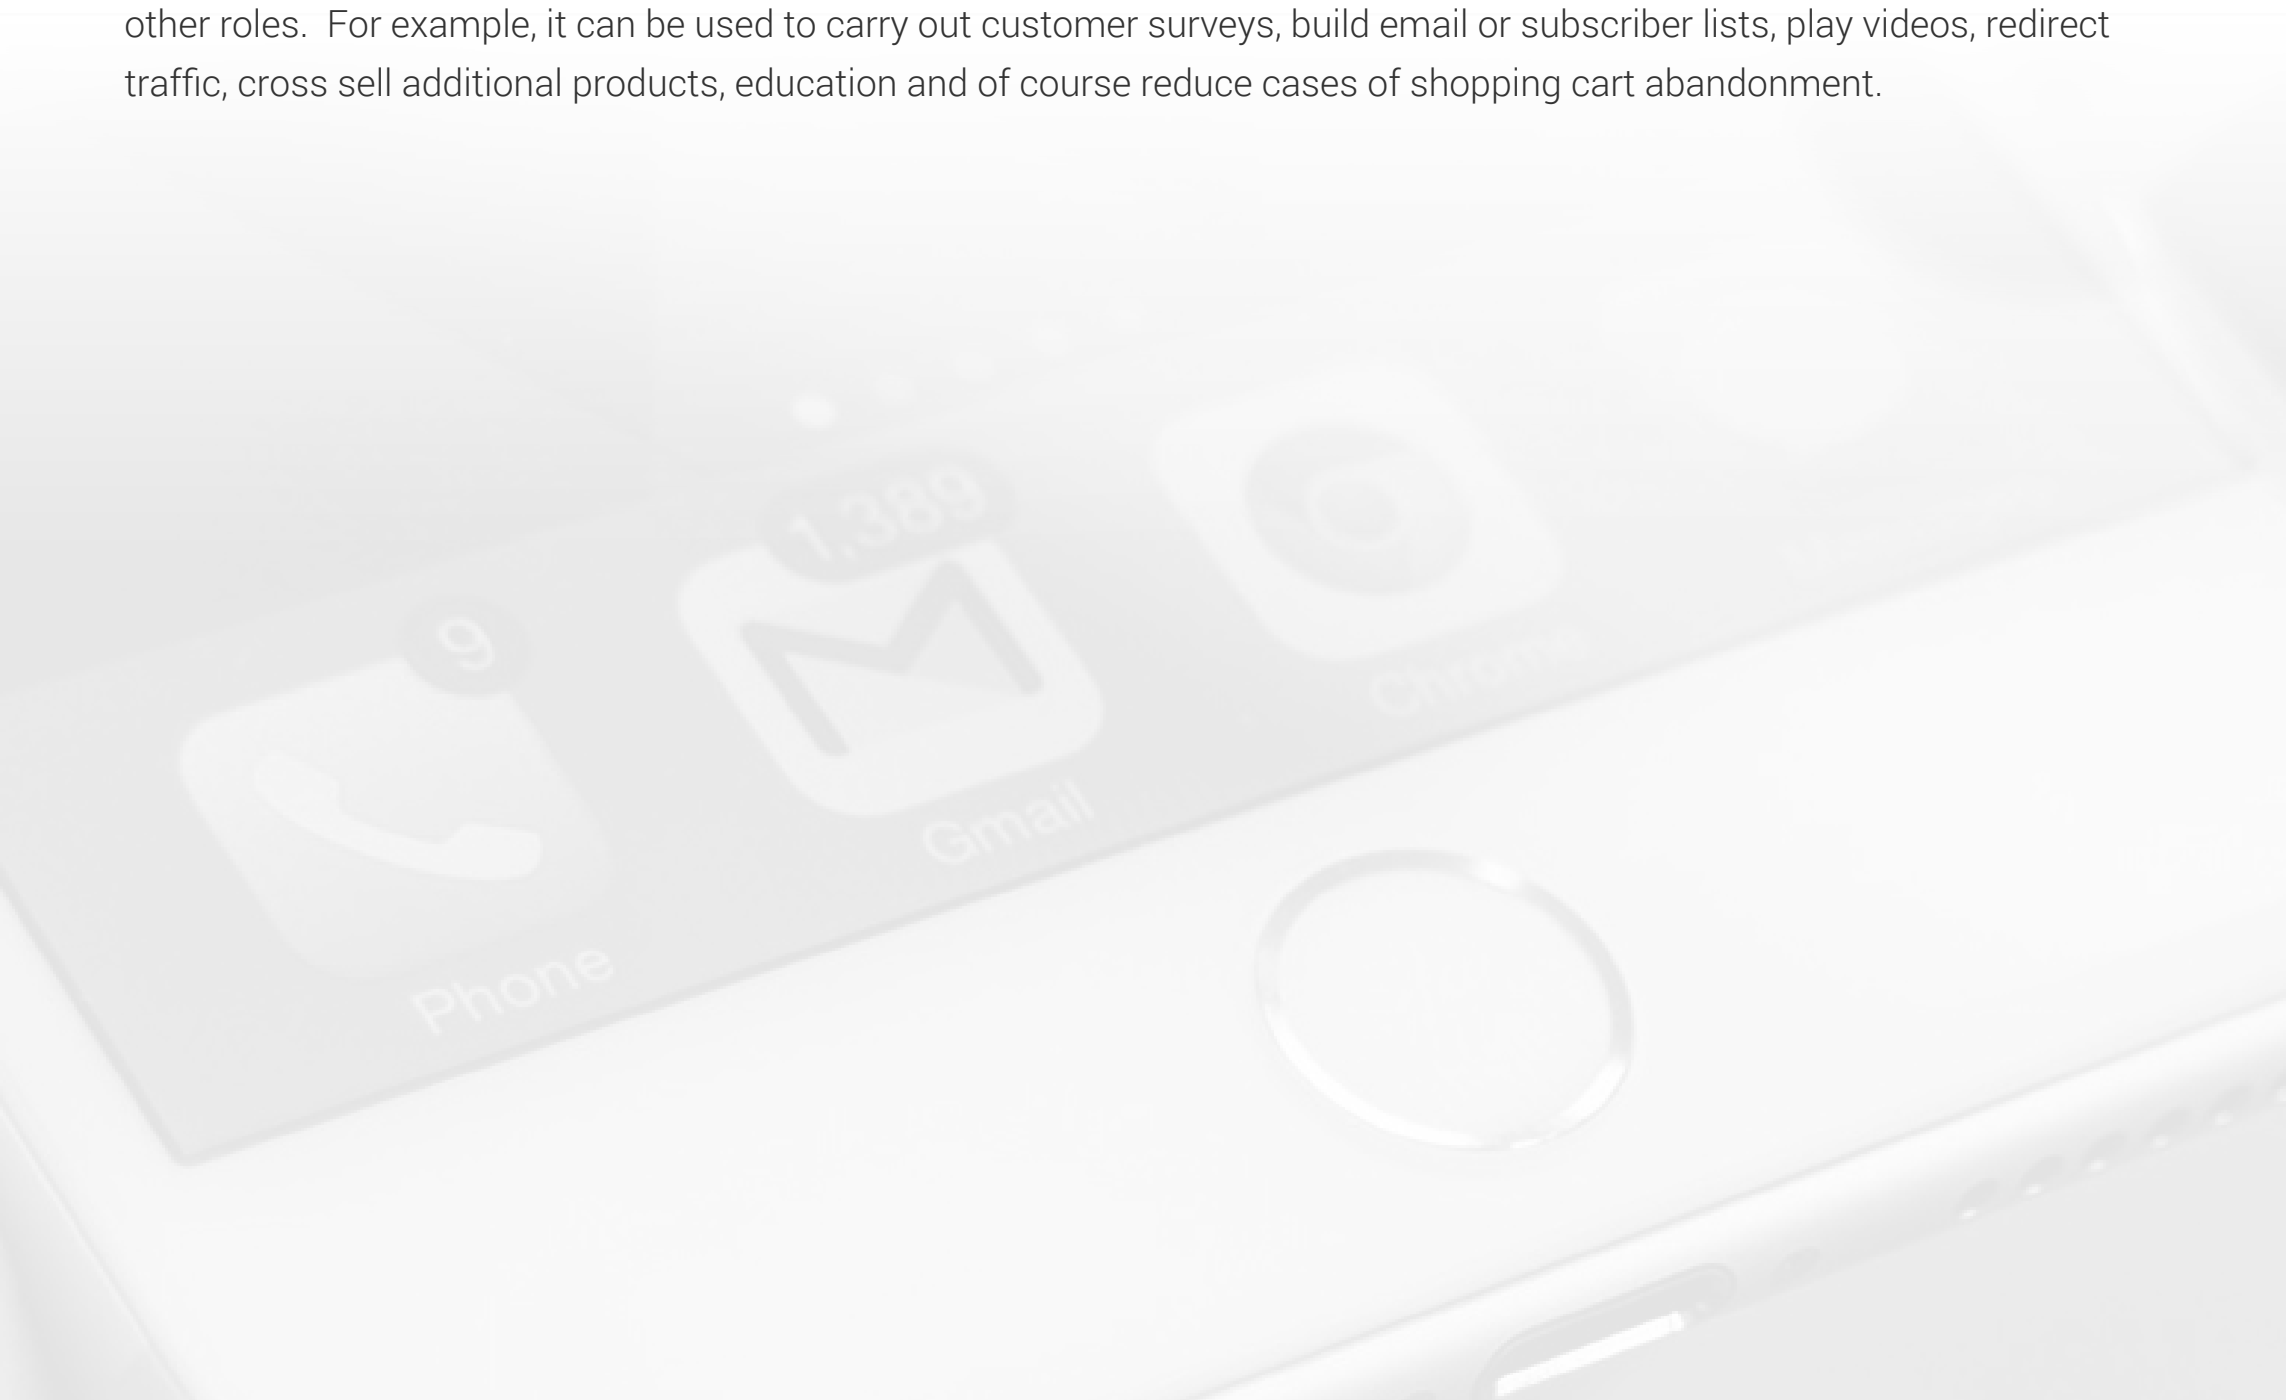 other roles.  For example, it can be used to carry out customer surveys, build email or subscriber lists, play videos, redirect
traffic, cross sell additional products, education and of course reduce cases of shopping cart abandonment.
1,389
9
Chrome
Gmail
Phone